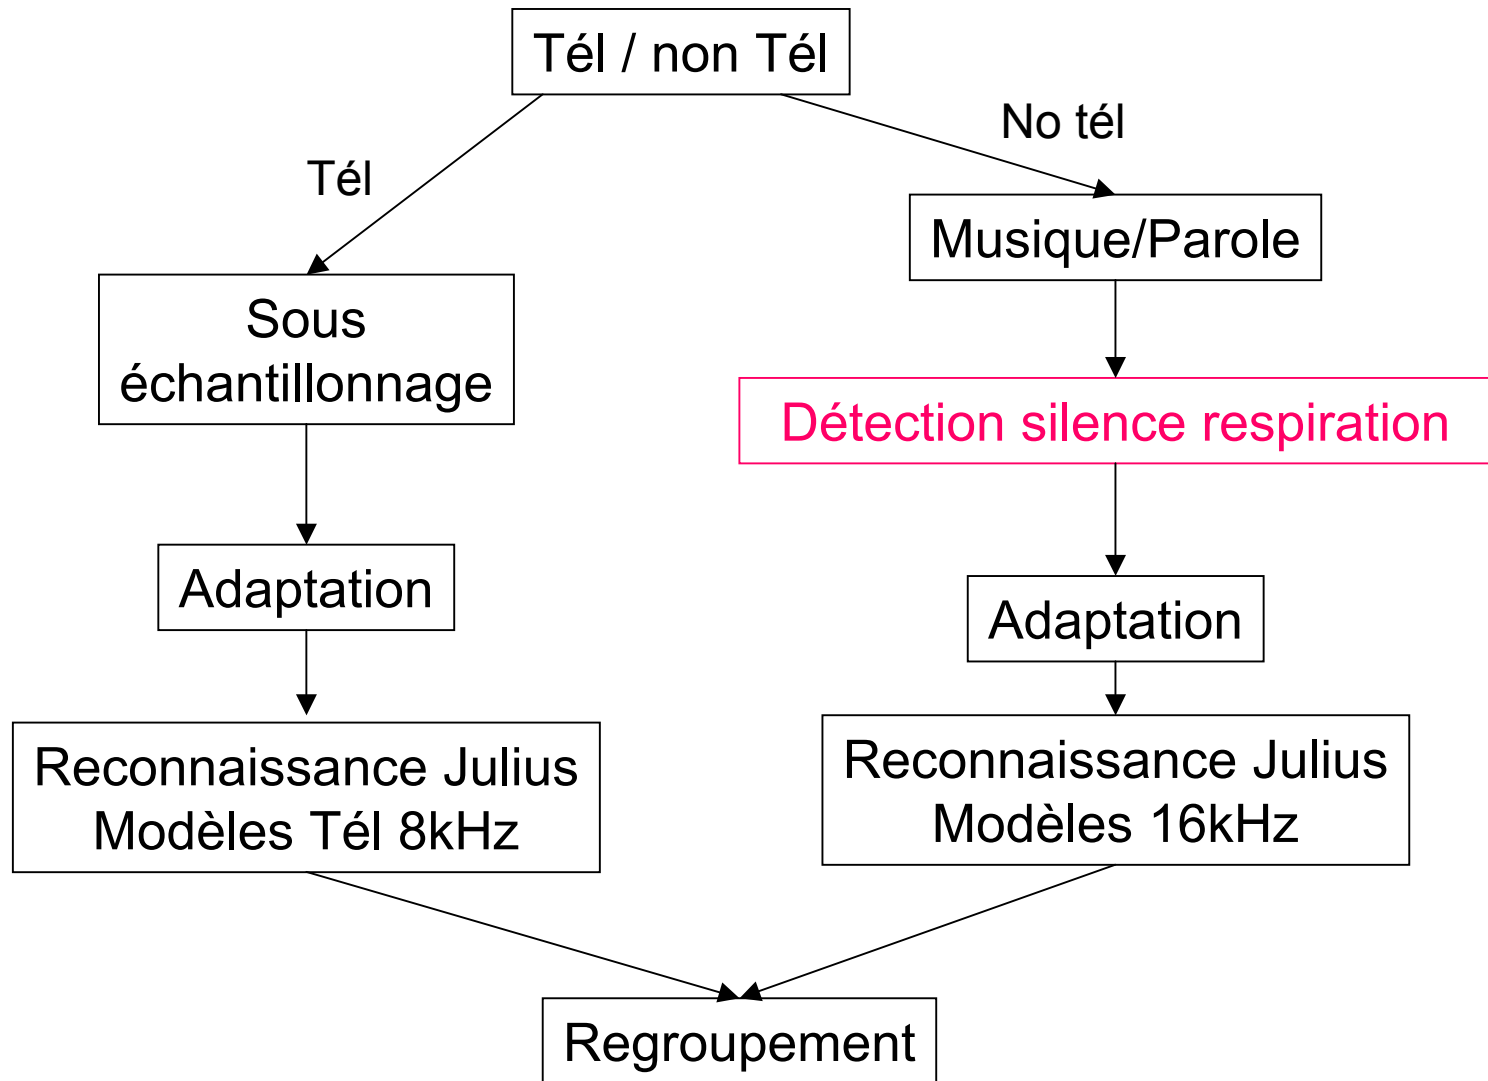 Tél / non Tél
No tél
Tél
Musique/Parole
Sous
échantillonnage
Détection silence respiration
Adaptation
Adaptation
Reconnaissance Julius
Modèles Tél 8kHz
Reconnaissance Julius
Modèles 16kHz
Regroupement